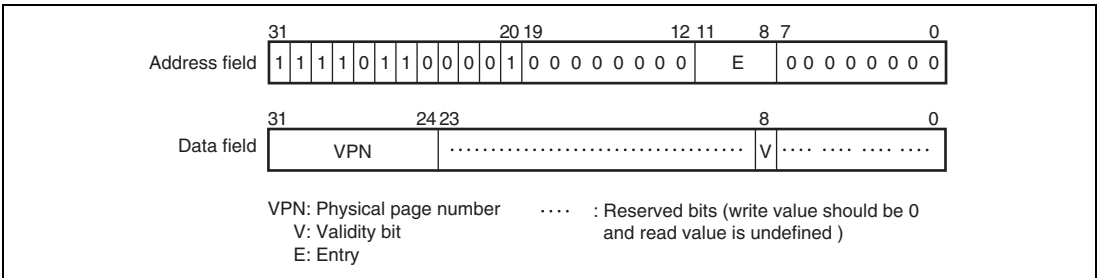 31 20 19 12 11 8 7 0
Address field 1 1 1 1 0 1 1 0 0 0 0 1 0 0 0 0 0 0 0 0 E 0 0 0 0 0 0 0 0
31 24 23 8 0
Data field VPN .................................. V .... .... .... ....
VPN: Physical page number .... : Reserved bits (write value should be 0
V: Validity bit and read value is undefined )
E: Entry